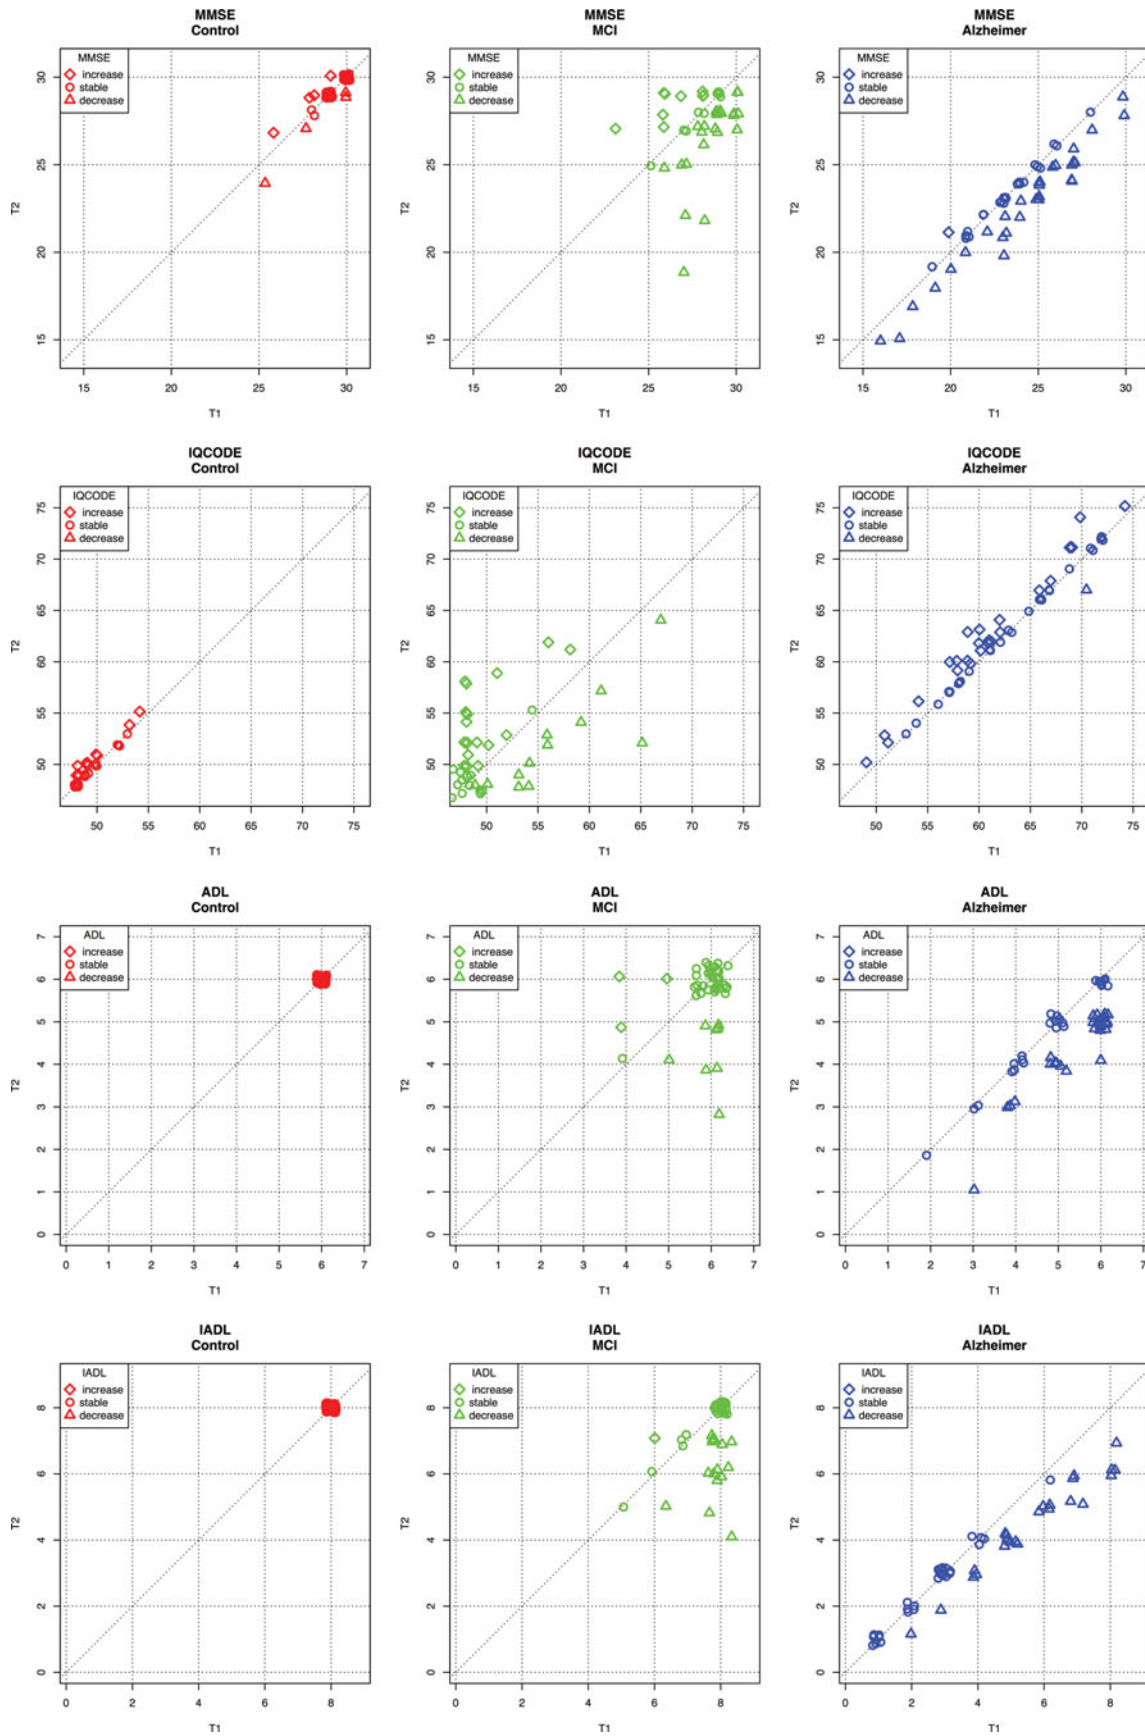 MMSE
Control
MMSE
increase
stable
decrease
30
25
20
15
T2
15 20 25 30
T1
MMSE
MCI
MMSE
increase
stable
decrease
30
25
20
15
T2
15 20 25 30
T1
MMSE
Alzheimer
MMSE
increase
stable
decrease
30
25
20
15
T2
15 20 25 30
T1
IQCODE
Control
IQCODE
increase
stable
decrease
75
70
65
60
55
50
T2
50 55 60 65 70 75
T1
IQCODE
MCI
IQCODE
increase
stable
decrease
75
70
65
60
55
50
T2
50 55 60 65 70 75
T1
IQCODE
Alzheimer
IQCODE
increase
stable
decrease
75
70
65
60
55
50
T2
50 55 60 65 70 75
T1
ADL
Control
ADL
increase
stable
decrease
7
6
5
4
3
2
1
0
T2
0 1 2 3 4 5 6 7
T1
ADL
MCI
ADL
increase
stable
decrease
7
6
5
4
3
2
1
0
T2
0 1 2 3 4 5 6 7
T1
ADL
Alzheimer
ADL
increase
stable
decrease
7
6
5
4
3
2
1
0
T2
0 1 2 3 4 5 6 7
T1
IADL
Control
IADL
increase
stable
decrease
8
6
4
2
0
T2
0 2 4 6 8
T1
IADL
MCI
IADL
increase
stable
decrease
8
6
4
2
0
T2
0 2 4 6 8
T1
IADL
Alzheimer
IADL
increase
stable
decrease
8
6
4
2
0
T2
0 2 4 6 8
T1